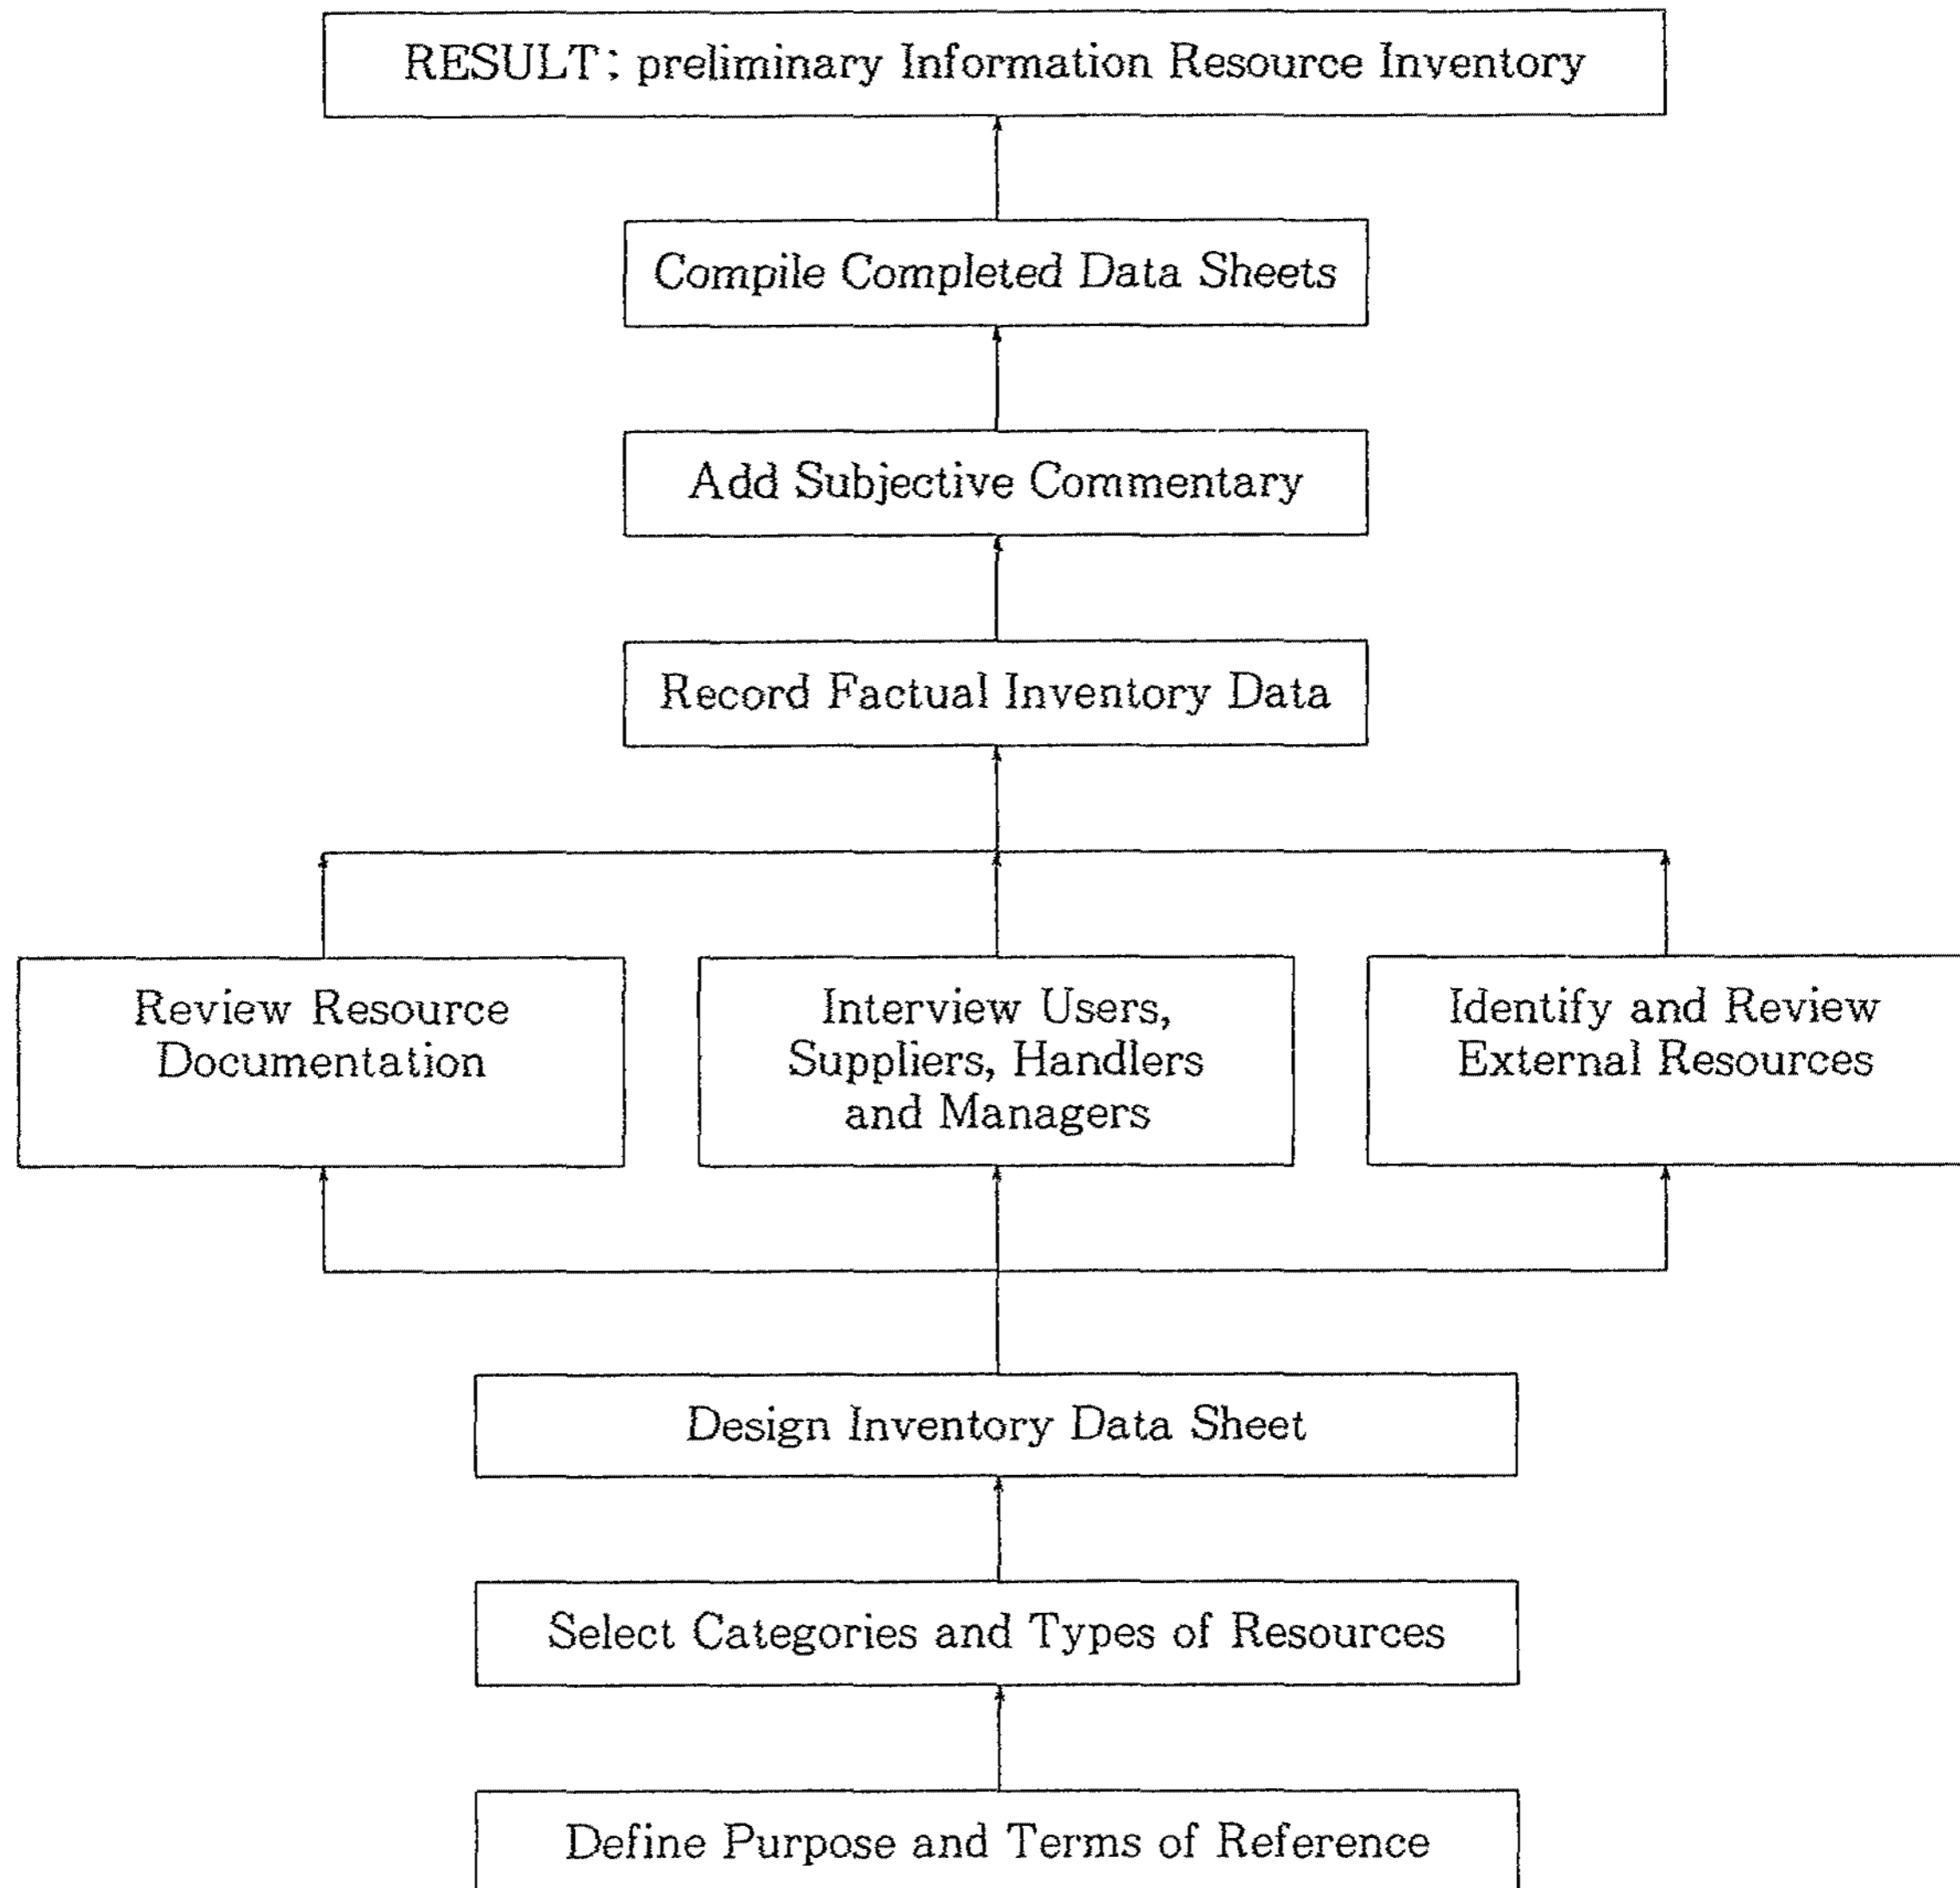 RESULT: preliminary Information Resource Inventory
Compile Completed Data Sheets
Add Subjective Commentary
Record Factual Inventory Data
Review Resource
Documentation
Interview Users,
Suppliers, Handlers
and Managers
Identify and Review
External Resources
Design Inventory Data Sheet
Select Categories and Types of Resources
Define Purpose and Terms of Reference